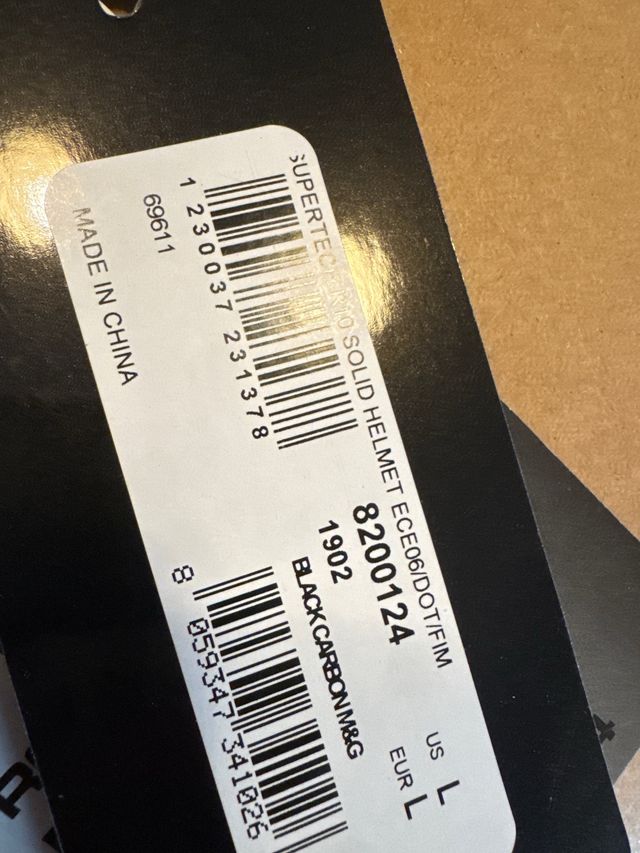 SUPERTECH R10 SOLID HELMET ECE06/DOT/FIM
8200124
1902
BLACK CARBON M&G
US L
EUR L
1 230037 231378
69611
MADE IN CHINA
8 059347 341026